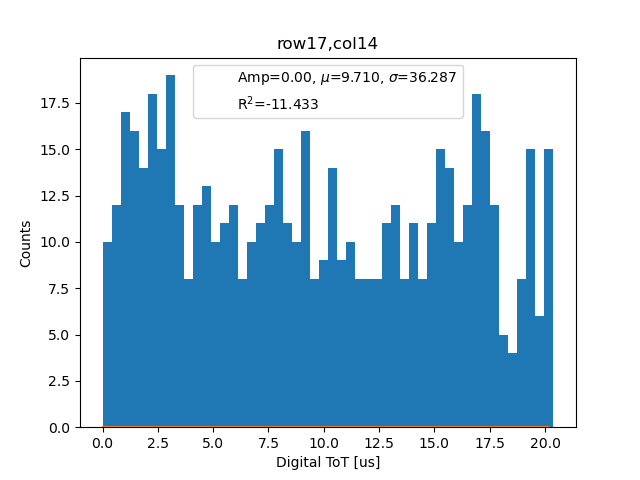 row17,col14
Amp=0.00, μ=9.710, σ=36.287
R²=-11.433
17.5
15.0
12.5
10.0
7.5
5.0
2.5
0.0
Counts
0.0 2.5 5.0 7.5 10.0 12.5 15.0 17.5 20.0
Digital ToT [us]